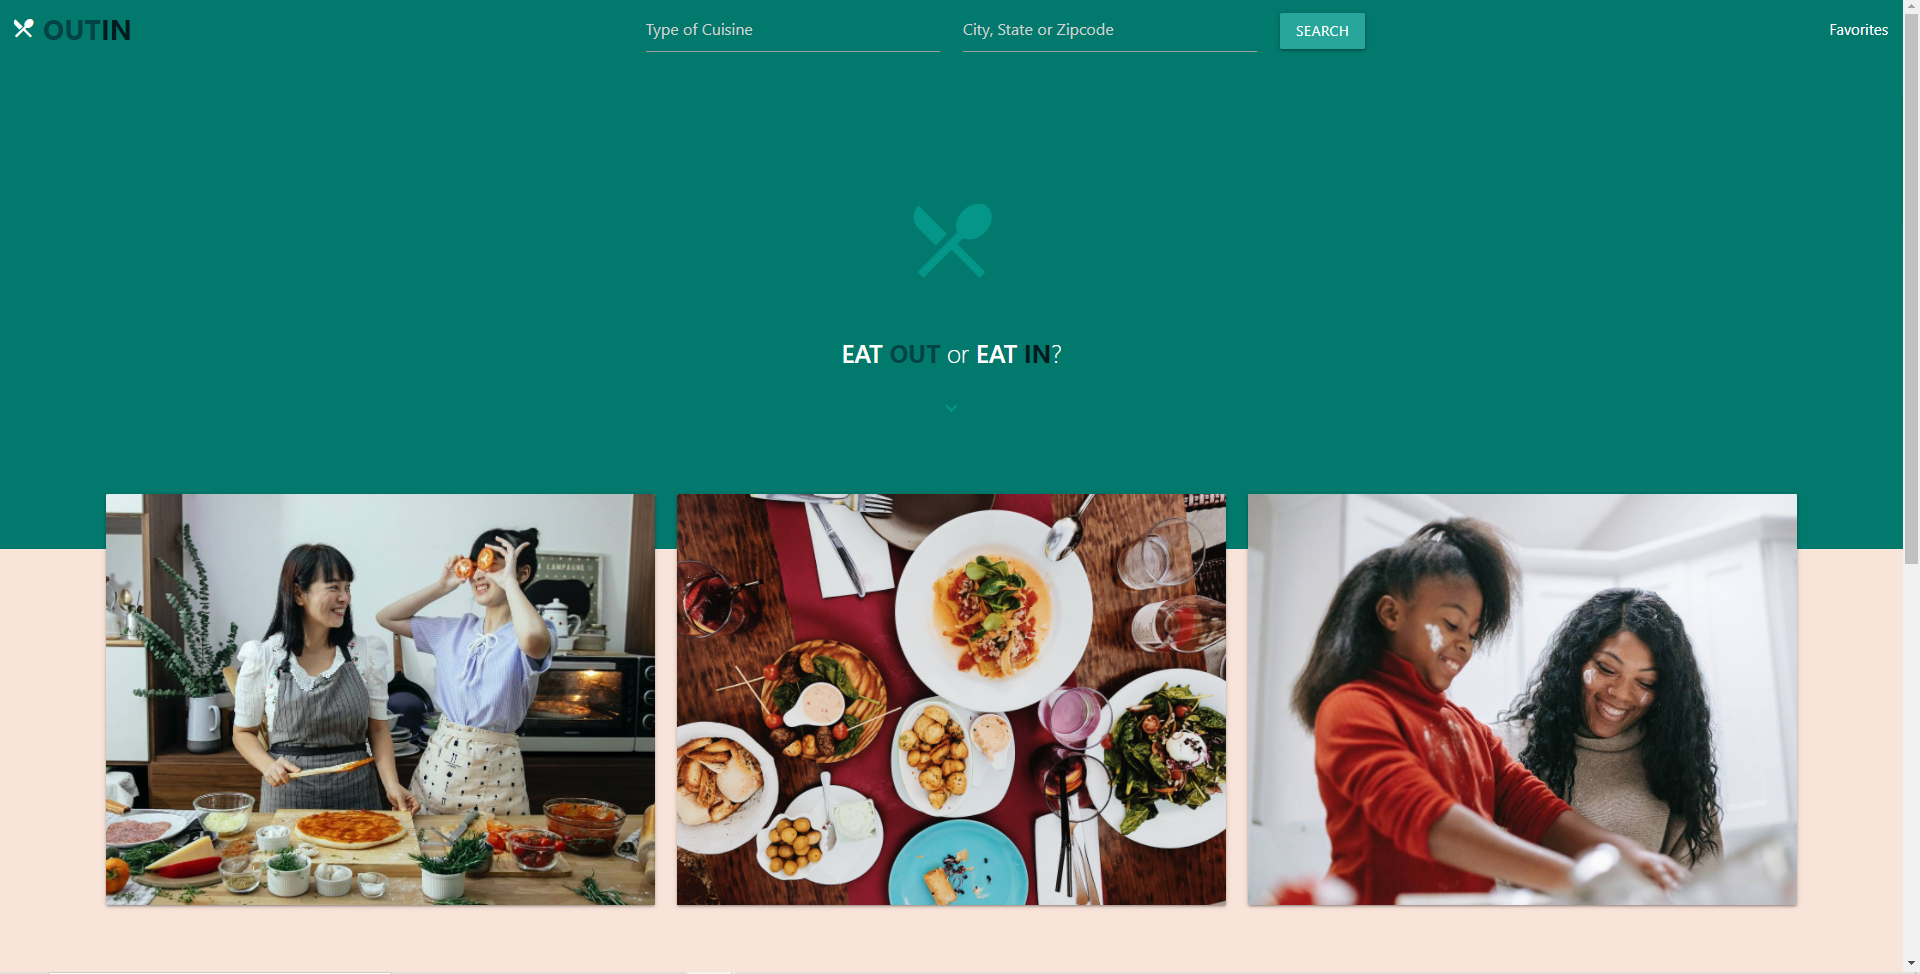 OUTIN
Type of Cuisine
City, State or Zipcode
SEARCH
Favorites
EAT OUT or EAT IN?
CAMPAGNE